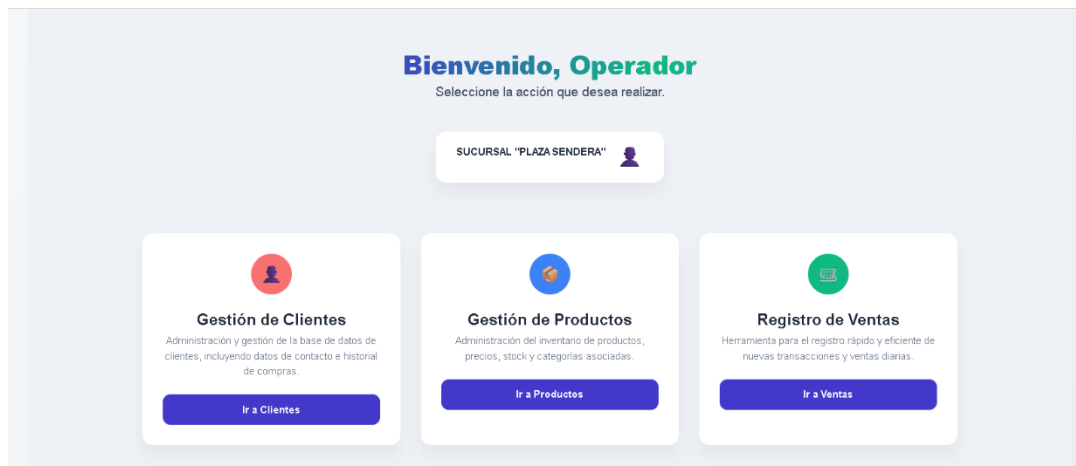 Bienvenido, Operador
Seleccione la acción que desea realizar.
SUCURSAL "PLAZA SENDERA"
Gestión de Clientes
Administración y gestión de la base de datos de
clientes, incluyendo datos de contacto e historial
de compras.
Ir a Clientes
Gestión de Productos
Administración del inventario de productos,
precios, stock y categorías asociadas.
Ir a Productos
Registro de Ventas
Herramienta para el registro rápido y eficiente de
nuevas transacciones y ventas diarias.
Ir a Ventas